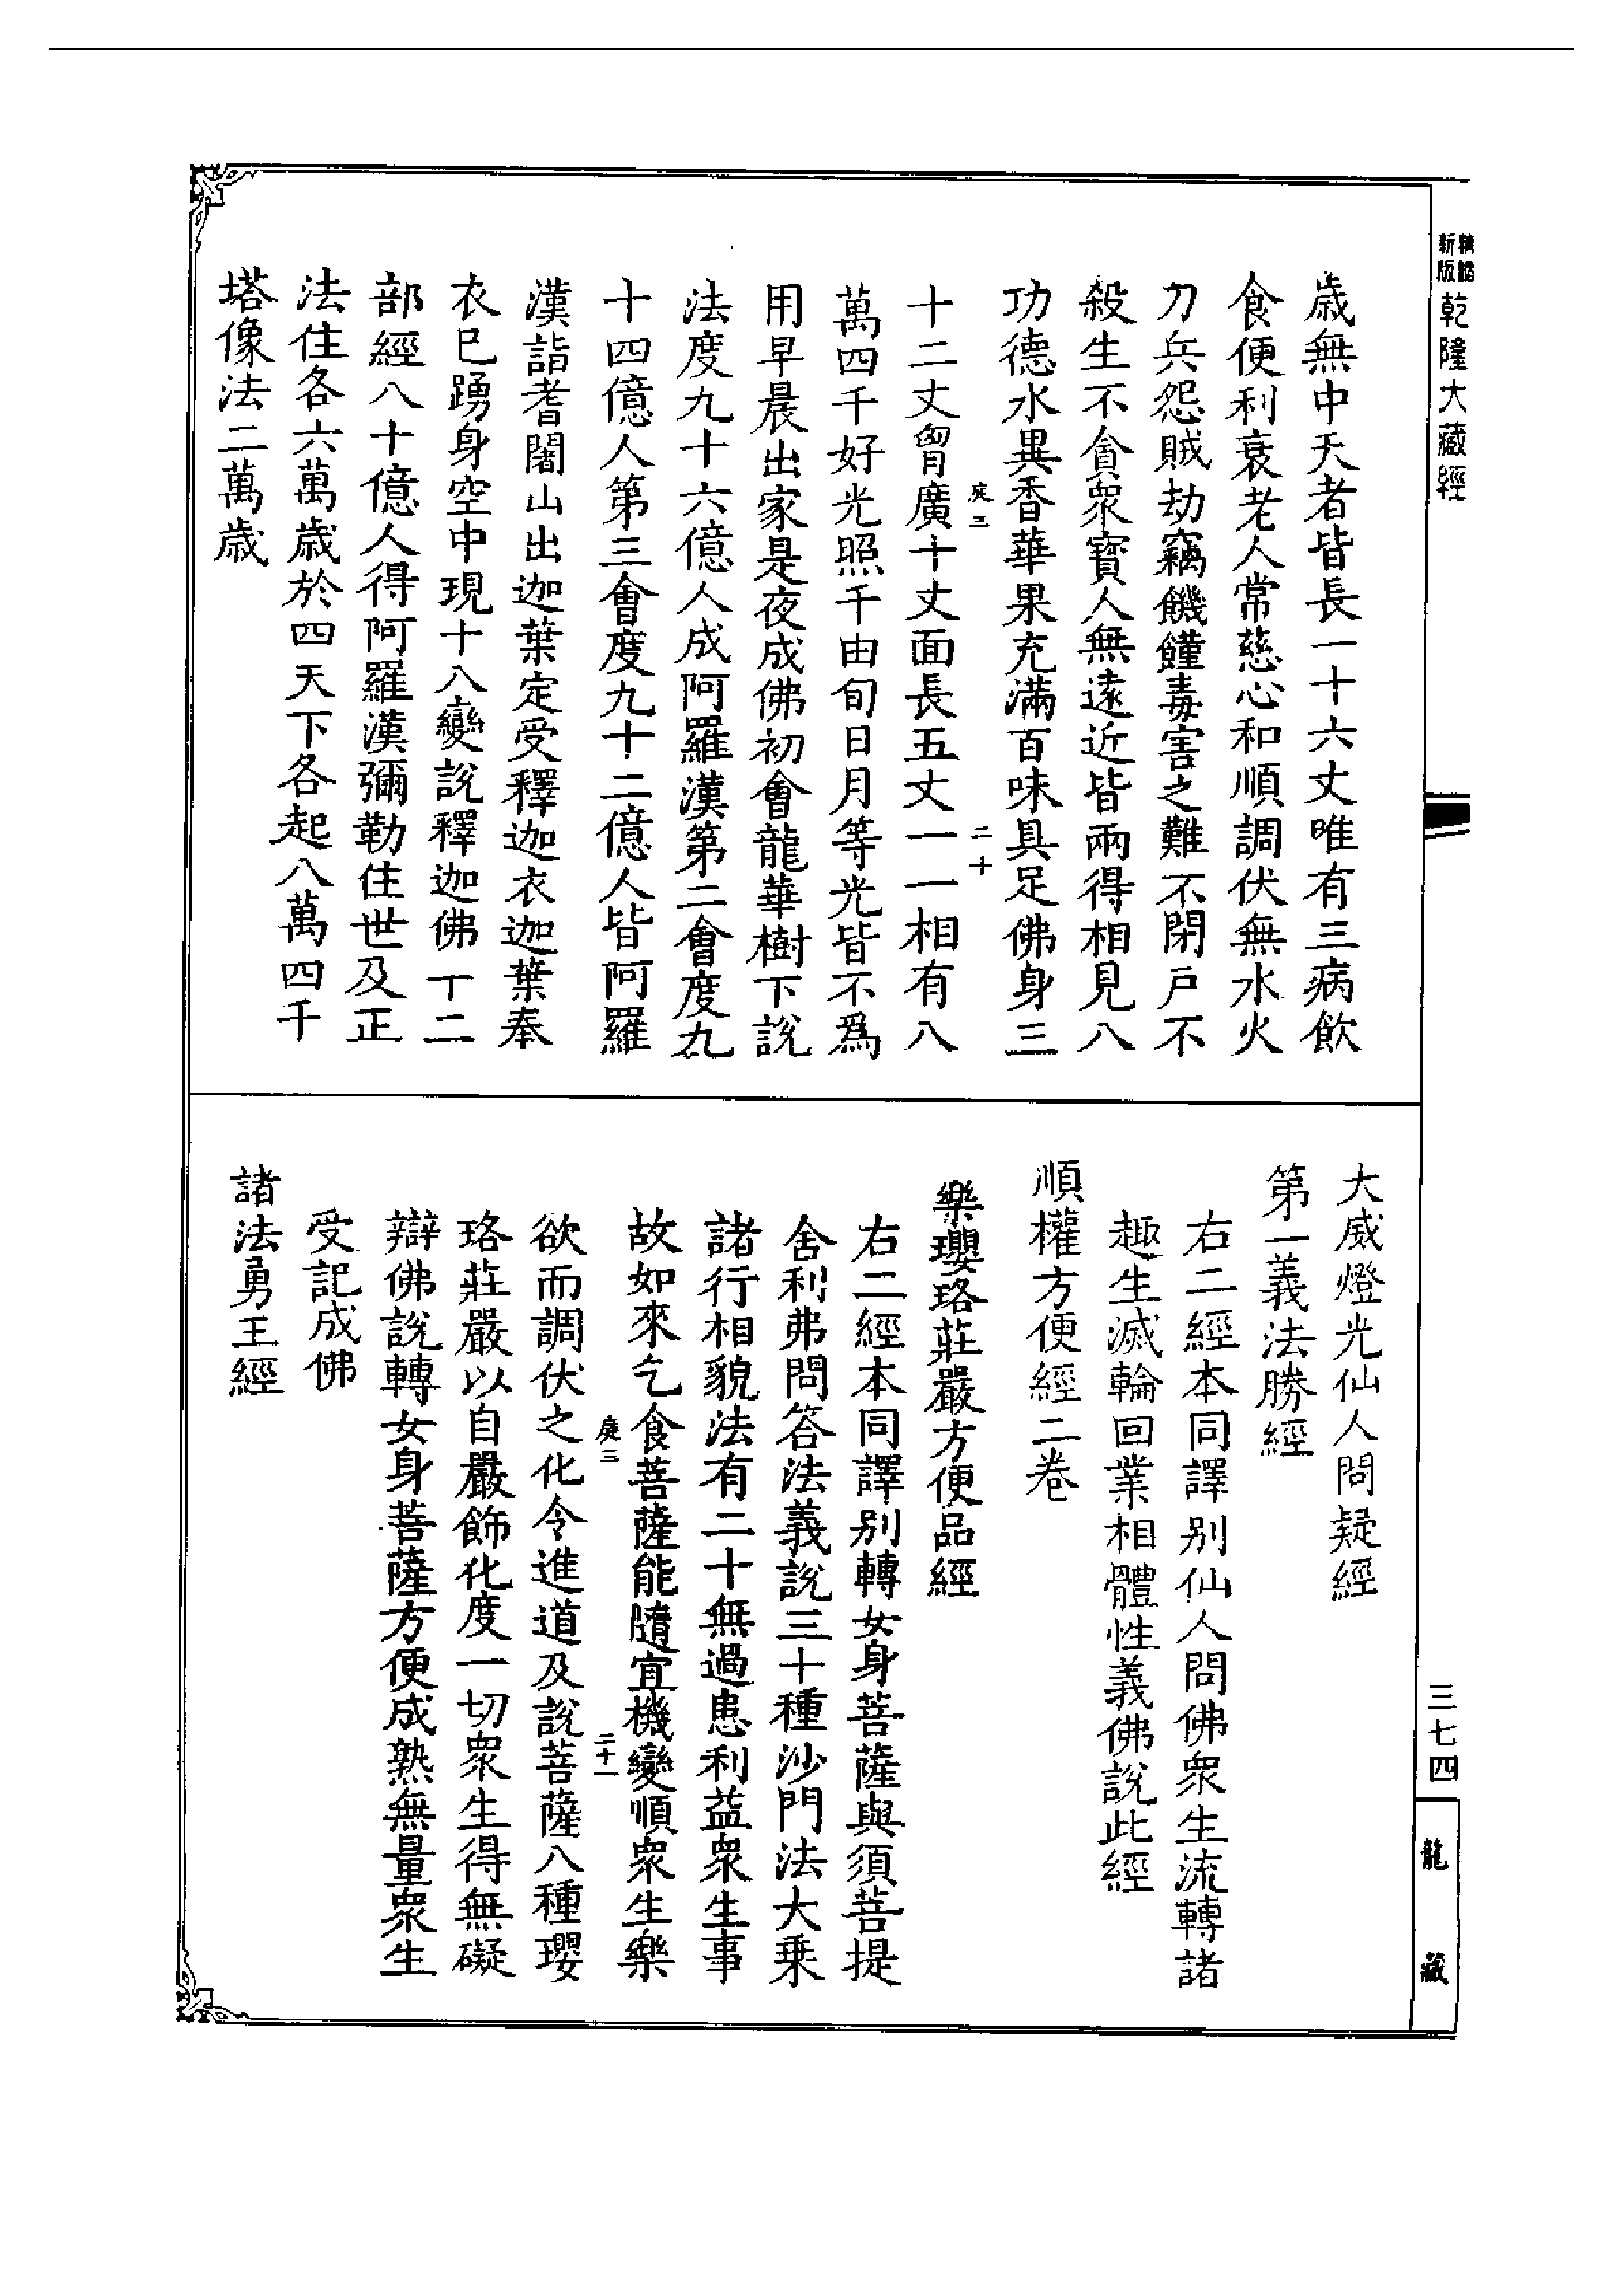 精鐫
新版
乾隆大藏經
歲無中夭者皆長一十六丈唯有三病飲
食便利衰老人常慈心和順調伏無水火
刀兵怨賊劫竊饑饉毒害之難不閉戶不
殺生不貪衆寶人無遠近皆兩得相見八
功德水異香華果充滿百味具足佛身三
庭三
二十
十二丈胷廣十丈面長五丈一一相有八
萬四千好光照千由旬日月等光皆不爲
用早晨出家是夜成佛初會龍華樹下說
法度九十六億人成阿羅漢第二會度九
十四億人第三會度九十二億人皆阿羅
漢詣耆闍山出迦葉定受釋迦衣迦葉奉
衣已踴身空中現十八變說釋迦佛十二
部經八十億人得阿羅漢彌勒住世及正
法住各六萬歲於四天下各起八萬四千
塔像法二萬歲
大威燈光仙人問疑經
第一義法勝經
右二經本同譯別仙人問佛衆生流轉諸
趣生滅輪回業相體性義佛說此經
順權方便經二卷
樂瓔珞莊嚴方便品經
右二經本同譯別轉女身菩薩與須菩提
舍利弗問答法義說三十種沙門法大乘
諸行相貌法有二十無過患利益衆生事
故如來乞食菩薩能隨宜機變順衆生樂
庭三
二十一
欲而調伏之化令進道及說菩薩八種瓔
珞莊嚴以自嚴飾化度一切衆生得無礙
辯佛說轉女身菩薩方便成熟無量衆生
受記成佛
諸法勇王經
三七四
龍藏